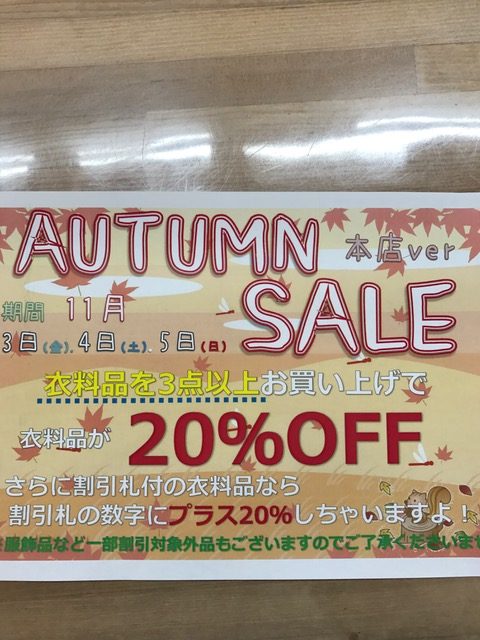 AUTUMN
本店ver
SALE
期間 11月
3日(金).4日(土).5日(日)
衣料品を3点以上お買い上げで
衣料品が 20%OFF
さらに割引札付の衣料品なら
割引札の数字にプラス20%しちゃいますよ!
服飾品など一部割引対象外品もございますのでご了承くださいませ